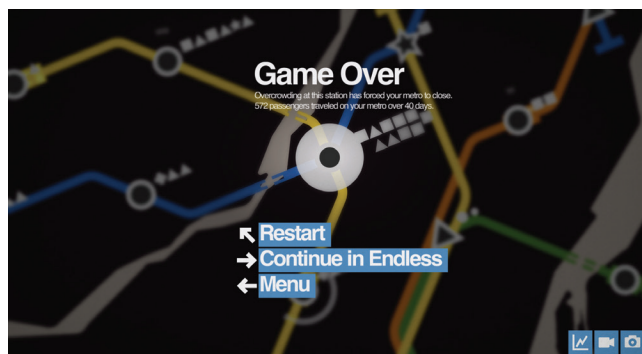 Game Over
Overcrowding at this station has forced your metro to close.
572 passengers traveled on your metro over 40 days.
Restart
Continue in Endless
Menu